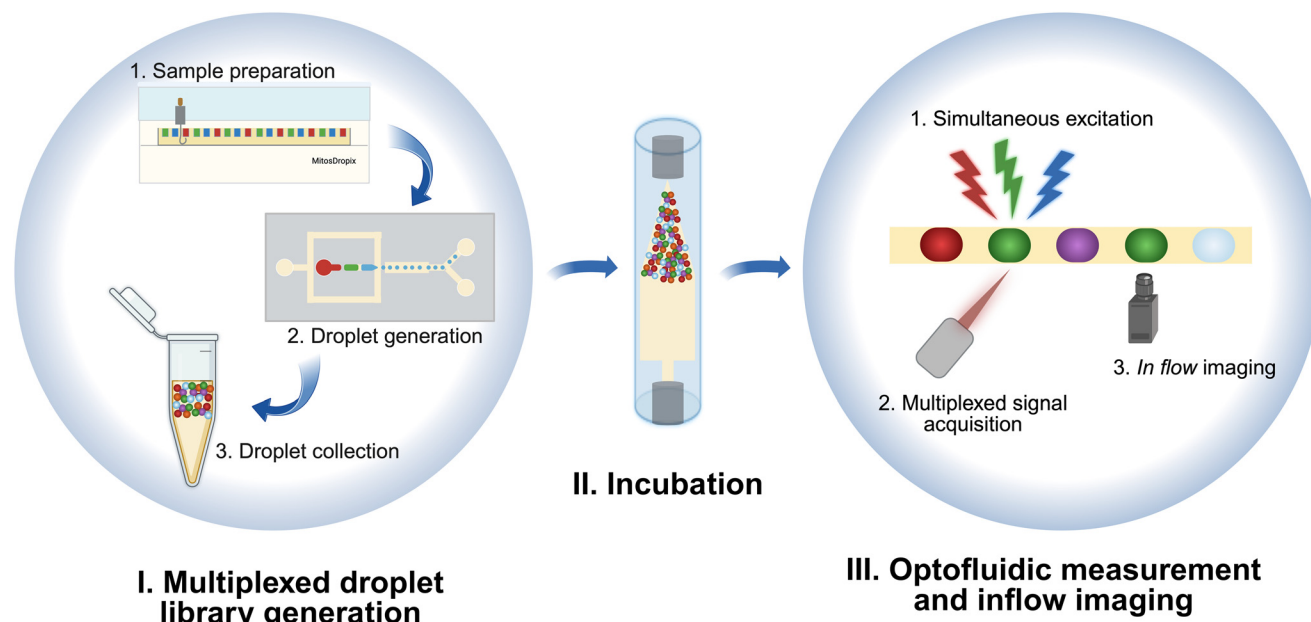 1. Sample preparation
MitosDropix
2. Droplet generation
3. Droplet collection
I. Multiplexed droplet
library generation
II. Incubation
1. Simultaneous excitation
2. Multiplexed signal
acquisition
3. In flow imaging
III. Optofluidic measurement
and inflow imaging